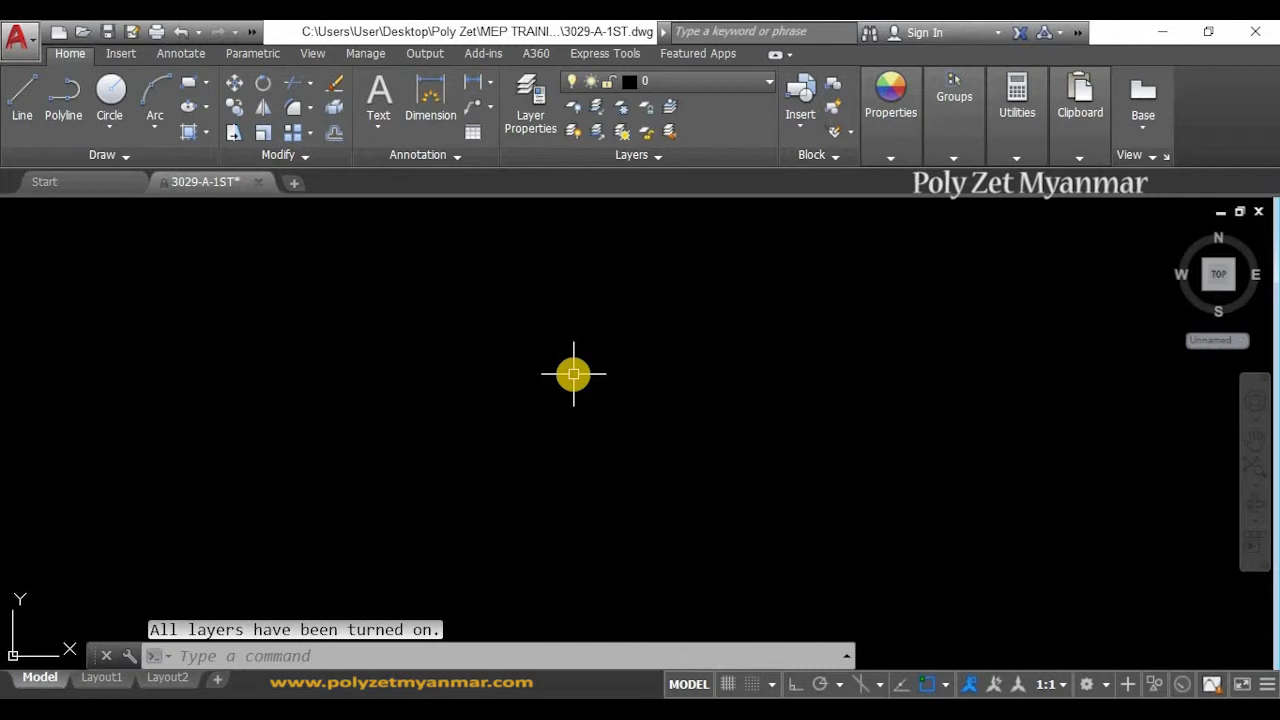 C:\Users\User\Desktop\Poly Zet\MEP TRAINI...\3029-A-1ST.dwg
Type a keyword or phrase
Sign In
Home
Insert
Annotate
Parametric
View
Manage
Output
Add-ins
A360
Express Tools
Featured Apps
Line
Polyline
Circle
Arc
Text
Dimension
Layer
Properties
0
Insert
Properties
Groups
Utilities
Clipboard
Base
Draw
Modify
Annotation
Layers
Block
View
Start
3029-A-1ST*
Poly Zet Myanmar
N
W
TOP
E
S
Unnamed
Y
X
All layers have been turned on.
Type a command
Model
Layout1
Layout2
www.polyzetmyanmar.com
MODEL
1:1